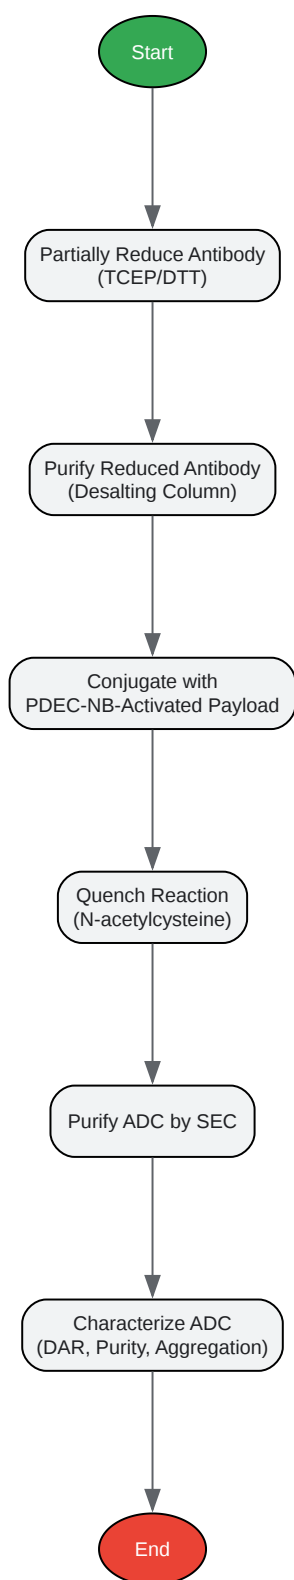 Start
Partially Reduce Antibody
(TCEP/DTT)
Purify Reduced Antibody
(Desalting Column)
Conjugate with
PDEC-NB-Activated Payload
Quench Reaction
(N-acetylcysteine)
Purify ADC by SEC
Characterize ADC
(DAR, Purity, Aggregation)
End